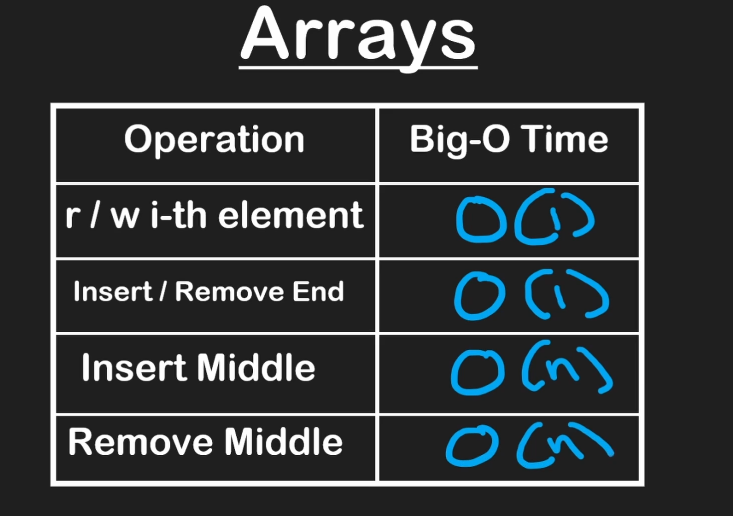 Arrays
Operation Big-O Time
r / w i-th element O(1)
Insert / Remove End O(1)
Insert Middle O(n)
Remove Middle O(n)